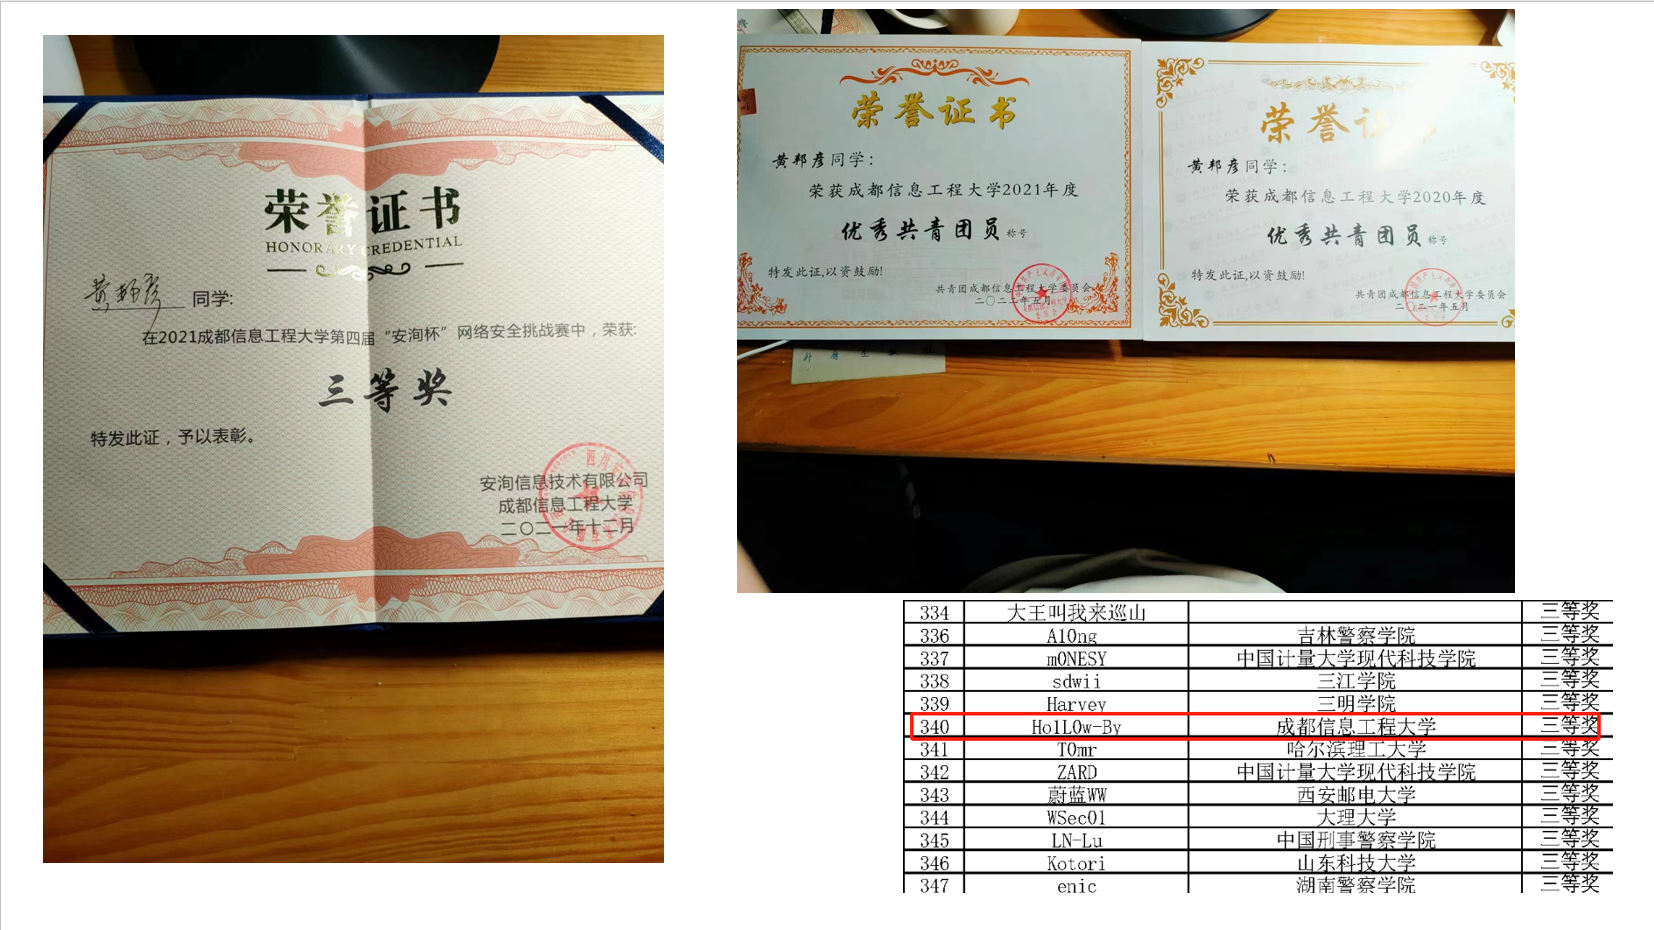 荣誉证书
HONORARY CREDENTIAL
黄邦彦 同学:
在2021成都信息工程大学第四届“安洵杯”网络安全挑战赛中，荣获:
三等奖
特发此证，予以表彰。
安洵信息技术有限公司
成都信息工程大学
二〇二一年十二月
荣誉证书
黄邦彦同学：
荣获成都信息工程大学2021年度
优秀共青团员称号
特发此证,以资鼓励!
共青团成都信息工程大学委员会
二〇二二年五月
荣誉证书
黄邦彦同学：
荣获成都信息工程大学2020年度
优秀共青团员称号
特发此证,以资鼓励!
共青团成都信息工程大学委员会
二〇二一年五月
334 大王叫我来巡山 三等奖
336 A10ng 吉林警察学院 三等奖
337 m0NESY 中国计量大学现代科技学院 三等奖
338 sdwii 三江学院 三等奖
339 Harvey 三明学院 三等奖
340 Ho1L0w-By 成都信息工程大学 三等奖
341 T0mr 哈尔滨理工大学 三等奖
342 ZARD 中国计量大学现代科技学院 三等奖
343 蔚蓝WW 西安邮电大学 三等奖
344 WSec01 大理大学 三等奖
345 LN-Lu 中国刑事警察学院 三等奖
346 Kotori 山东科技大学 三等奖
347 enic 湖南警察学院 三等奖